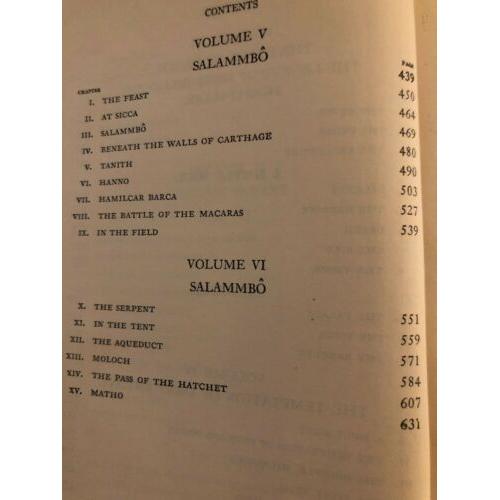 CONTENTS
VOLUME V
SALAMMBÔ
CHAPTER PAGE
I. THE FEAST 439
II. AT SICCA 450
III. SALAMMBÔ 464
IV. BENEATH THE WALLS OF CARTHAGE 469
V. TANITH 480
VI. HANNO 490
VII. HAMILCAR BARCA 503
VIII. THE BATTLE OF THE MACARAS 527
IX. IN THE FIELD 539
VOLUME VI
SALAMMBÔ
X. THE SERPENT 551
XI. IN THE TENT 559
XII. THE AQUEDUCT 571
XIII. MOLOCH 584
XIV. THE PASS OF THE HATCHET 607
XV. MATHO 631